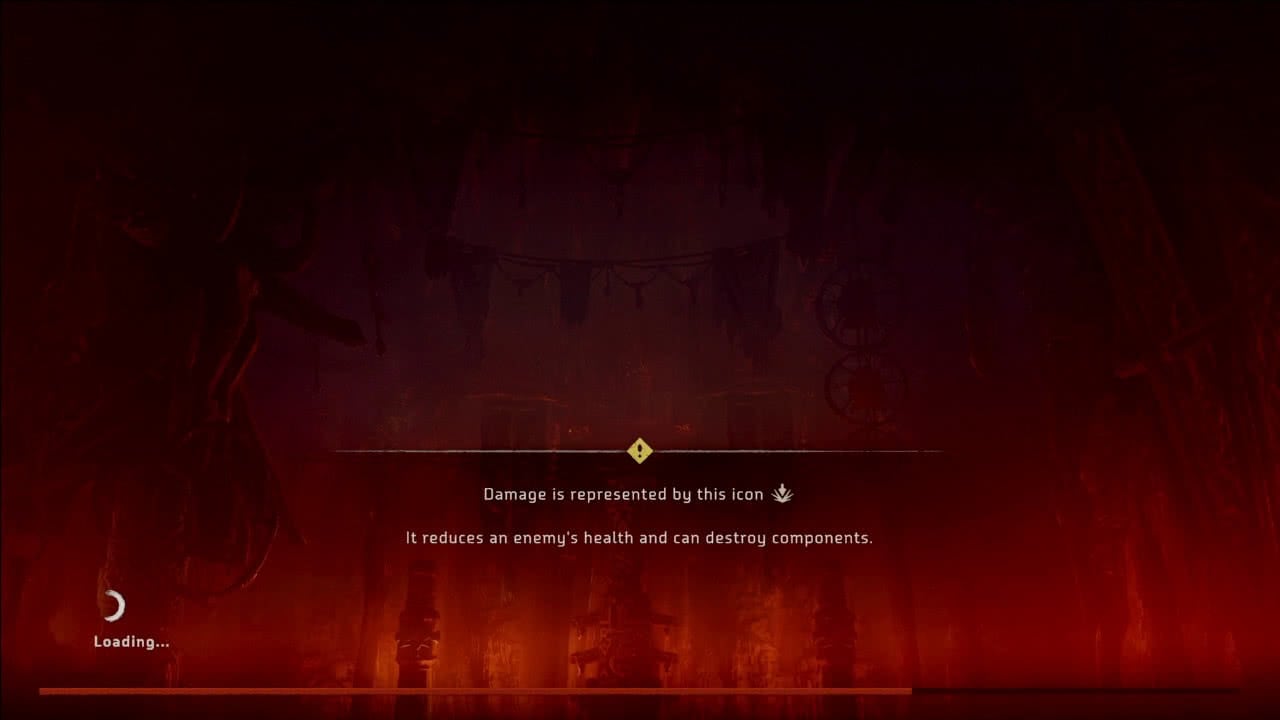 Damage is represented by this icon
It reduces an enemy's health and can destroy components.
Loading...